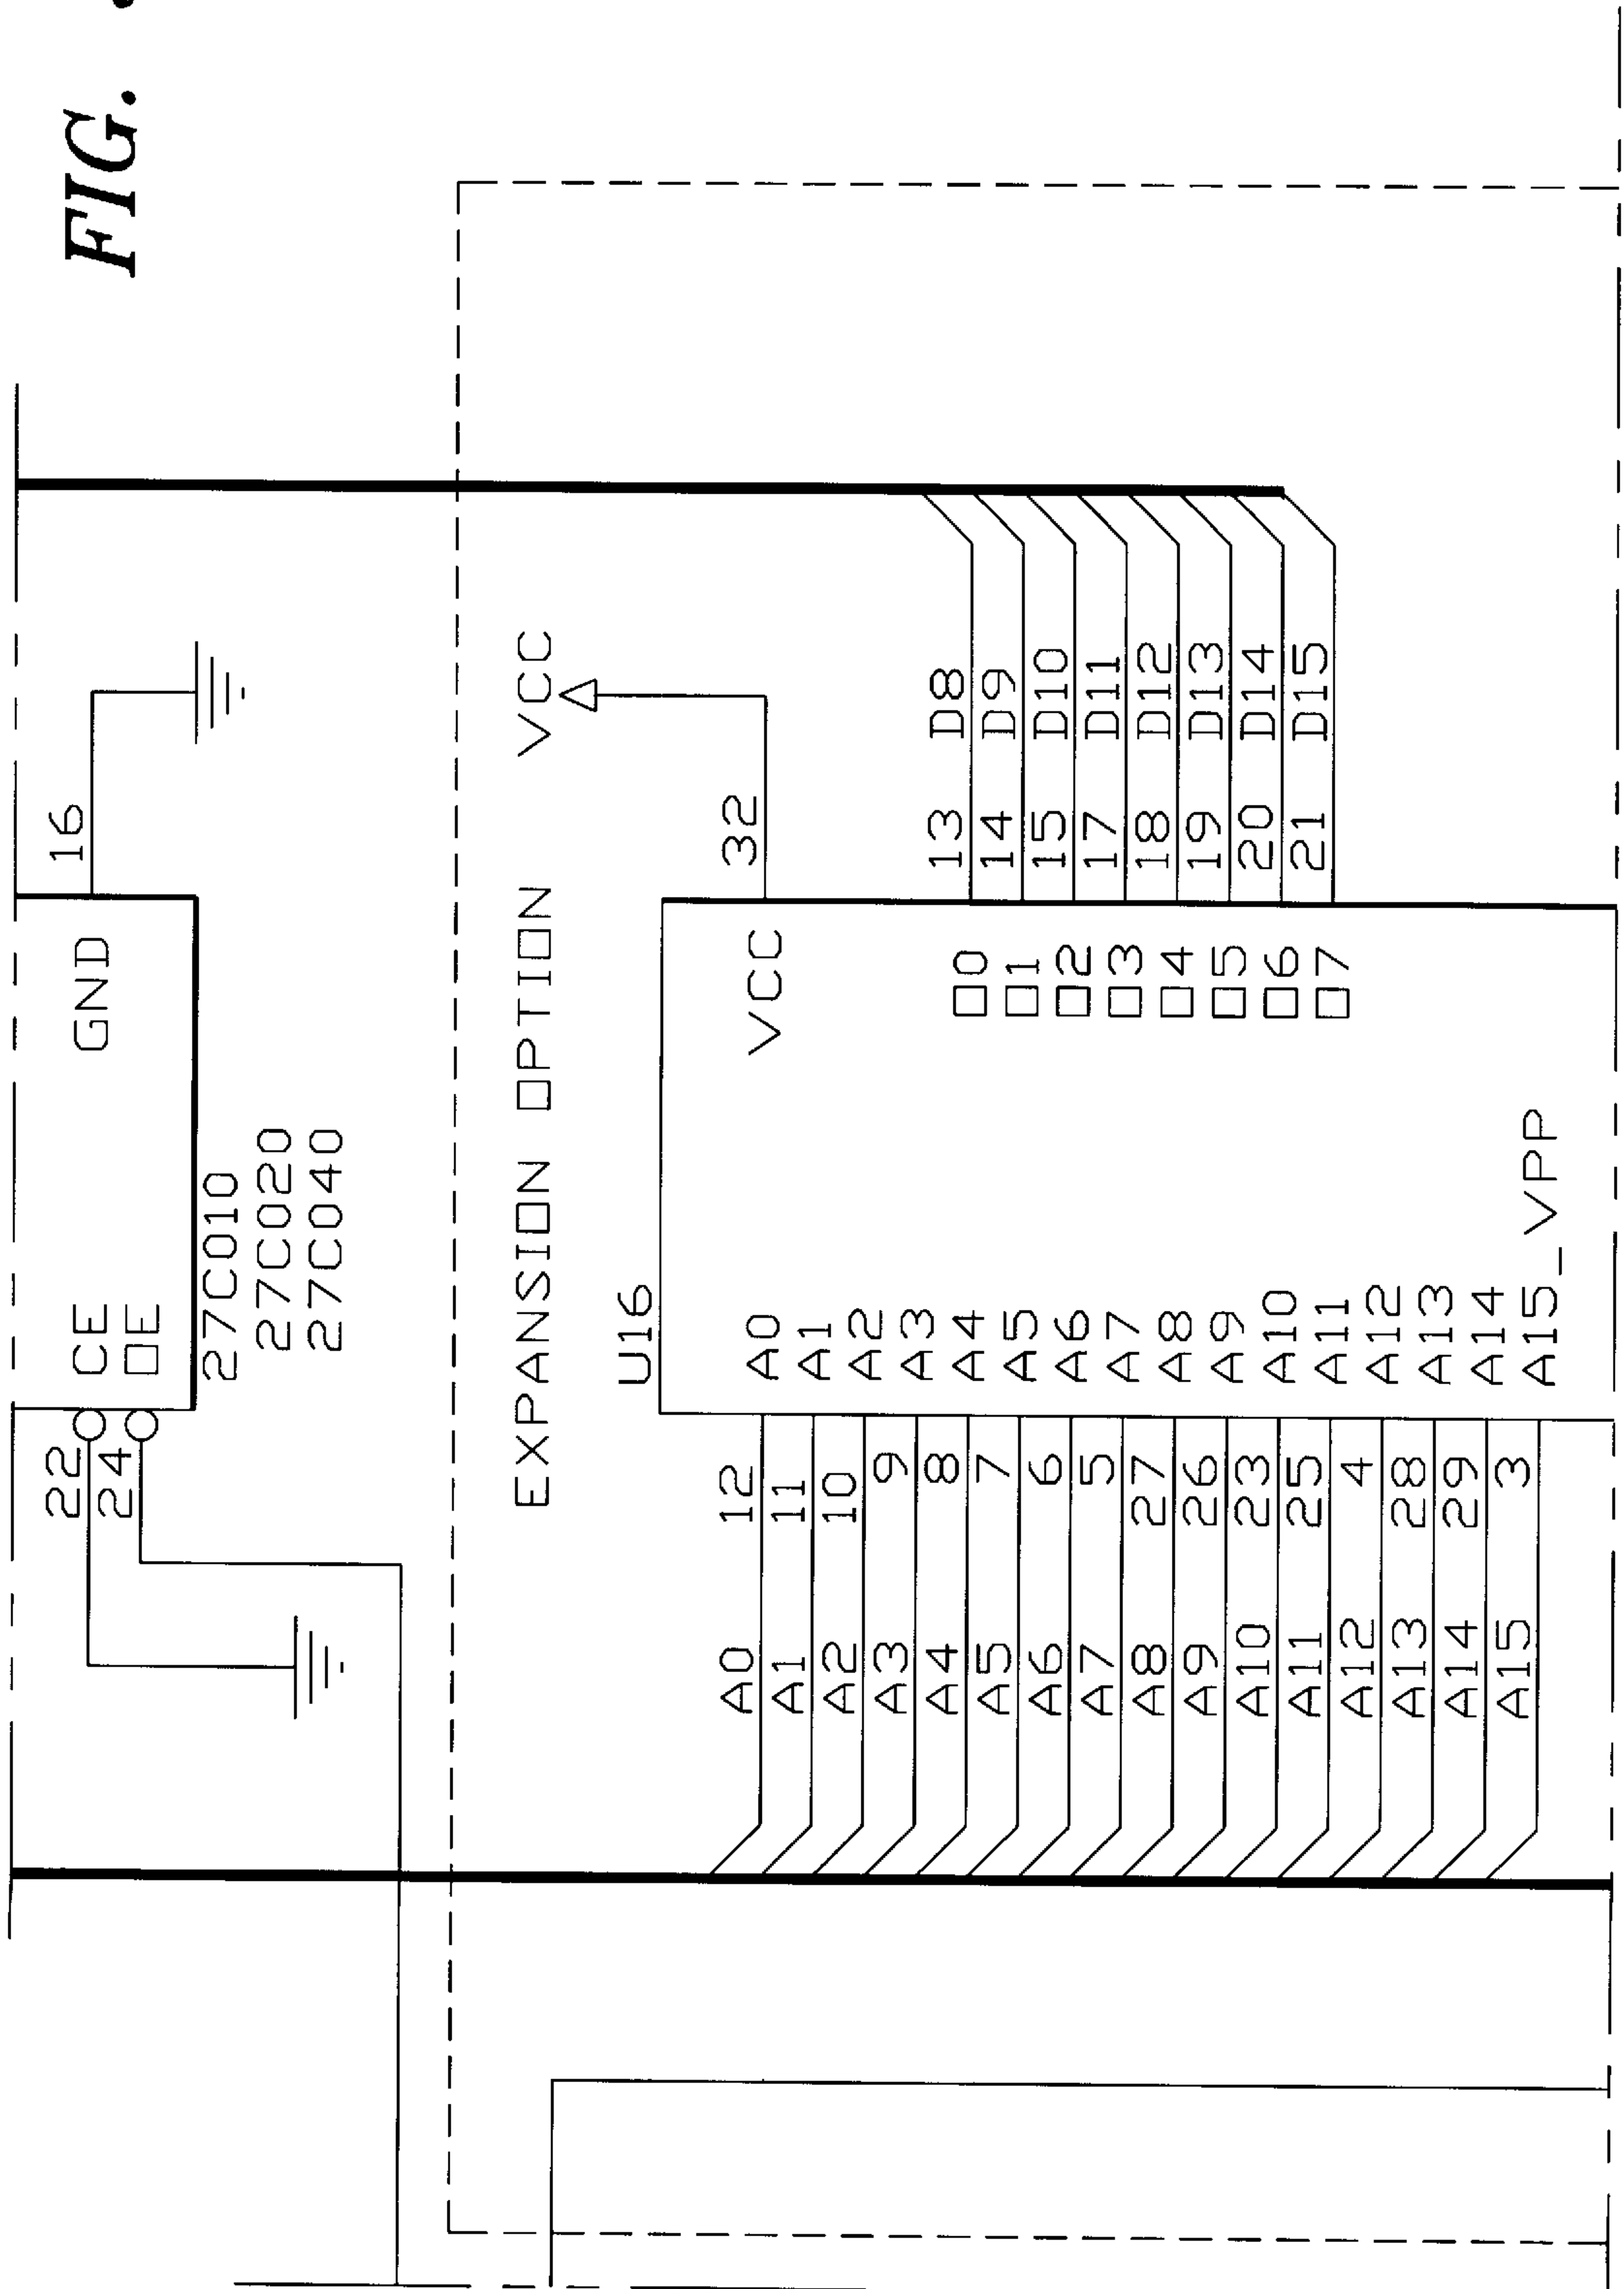 FIG.
16
GND
22
CE
24
OE
27C010
27C020
27C040
EXPANSION OPTION
VCC
U16
32
VCC
A0 12 A0
A1 11 A1
A2 10 A2
A3 9 A3
A4 8 A4
A5 7 A5
A6 6 A6
A7 5 A7
A8 27 A8
A9 26 A9
A10 23 A10
A11 25 A11
A12 4 A12
A13 28 A13
A14 29 A14
A15 3 A15_VPP
O0 13 D8
O1 14 D9
O2 15 D10
O3 17 D11
O4 18 D12
O5 19 D13
O6 20 D14
O7 21 D15